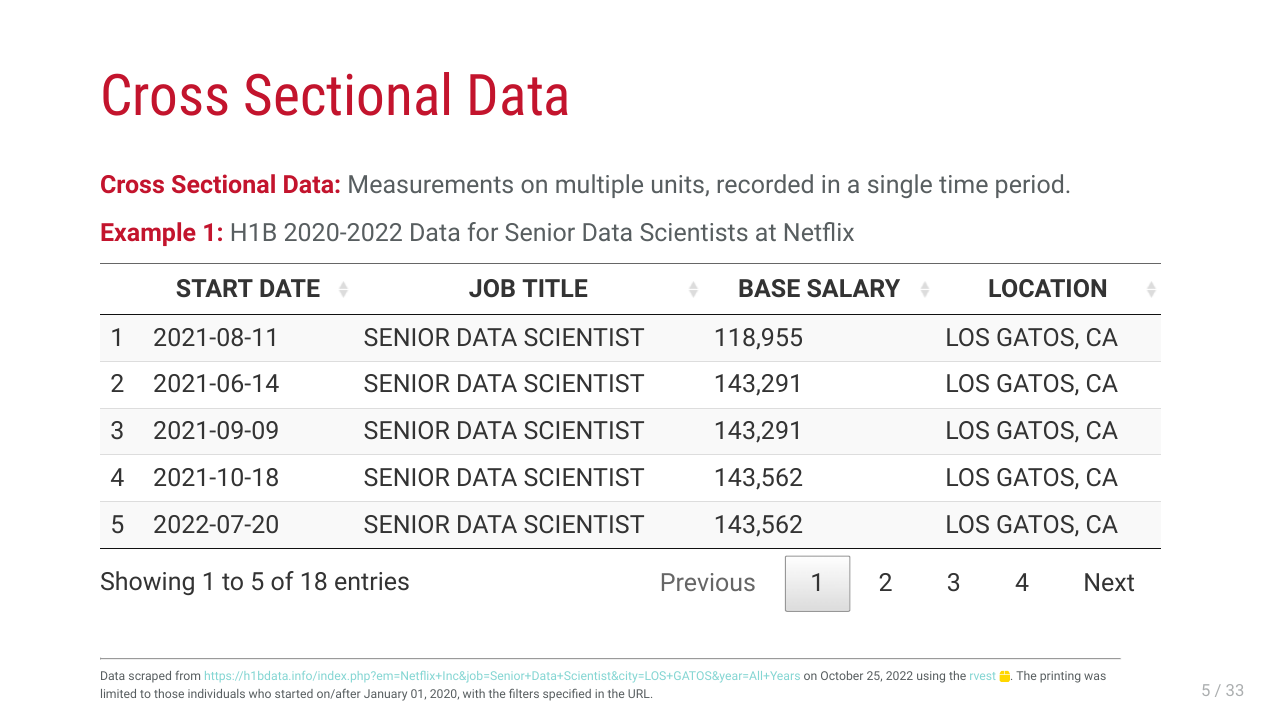 Cross Sectional Data
Cross Sectional Data: Measurements on multiple units, recorded in a single time period.
Example 1: H1B 2020-2022 Data for Senior Data Scientists at Netflix
START DATE JOB TITLE BASE SALARY LOCATION
1 2021-08-11 SENIOR DATA SCIENTIST 118,955 LOS GATOS, CA
2 2021-06-14 SENIOR DATA SCIENTIST 143,291 LOS GATOS, CA
3 2021-09-09 SENIOR DATA SCIENTIST 143,291 LOS GATOS, CA
4 2021-10-18 SENIOR DATA SCIENTIST 143,562 LOS GATOS, CA
5 2022-07-20 SENIOR DATA SCIENTIST 143,562 LOS GATOS, CA
Showing 1 to 5 of 18 entries Previous 1 2 3 4 Next
Data scraped from https://h1bdata.info/index.php?em=Netflix+Inc&job=Senior+Data+Scientist&city=LOS+GATOS&year=All+Years on October 25, 2022 using the rvest 📦. The printing was
limited to those individuals who started on/after January 01, 2020, with the filters specified in the URL.
5 / 33